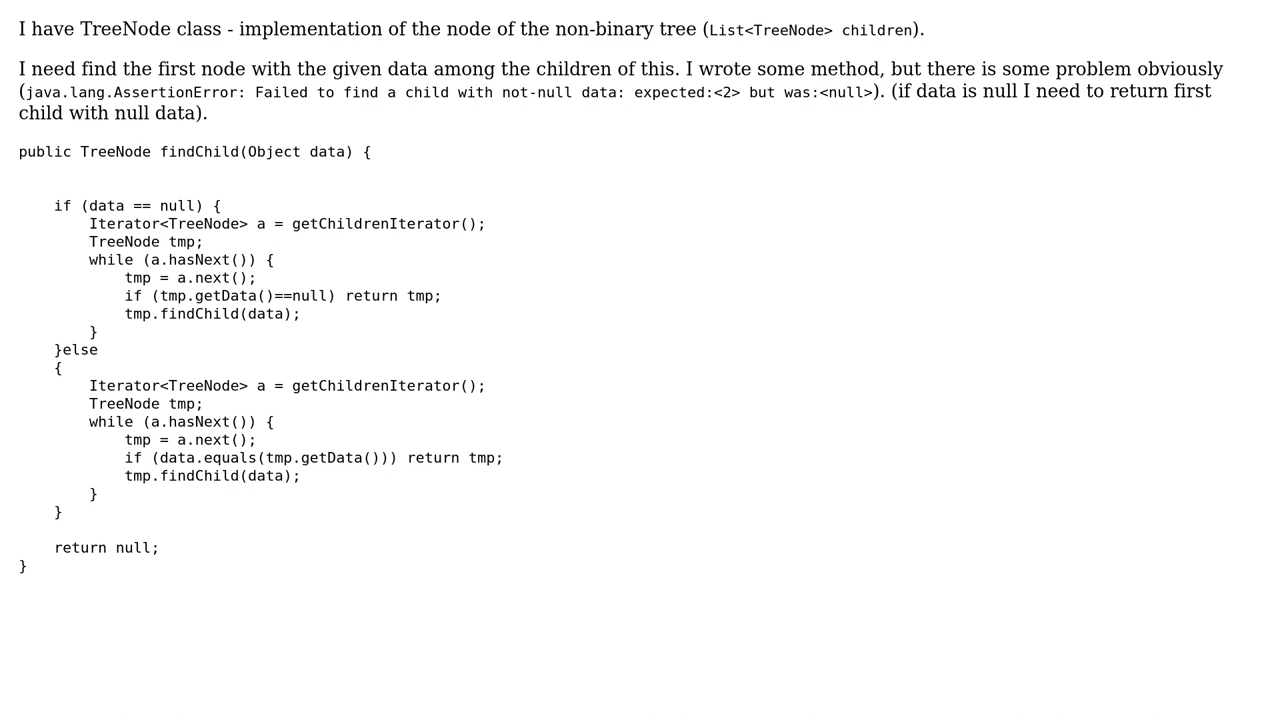 I have TreeNode class - implementation of the node of the non-binary tree (List<TreeNode> children).
I need find the first node with the given data among the children of this. I wrote some method, but there is some problem obviously
(java.lang.AssertionError: Failed to find a child with not-null data: expected:<2> but was:<null>). (if data is null I need to return first
child with null data).
public TreeNode findChild(Object data) {
    if (data == null) {
        Iterator<TreeNode> a = getChildrenIterator();
        TreeNode tmp;
        while (a.hasNext()) {
            tmp = a.next();
            if (tmp.getData()==null) return tmp;
            tmp.findChild(data);
        }
    }else
    {
        Iterator<TreeNode> a = getChildrenIterator();
        TreeNode tmp;
        while (a.hasNext()) {
            tmp = a.next();
            if (data.equals(tmp.getData())) return tmp;
            tmp.findChild(data);
        }
    }
    return null;
}